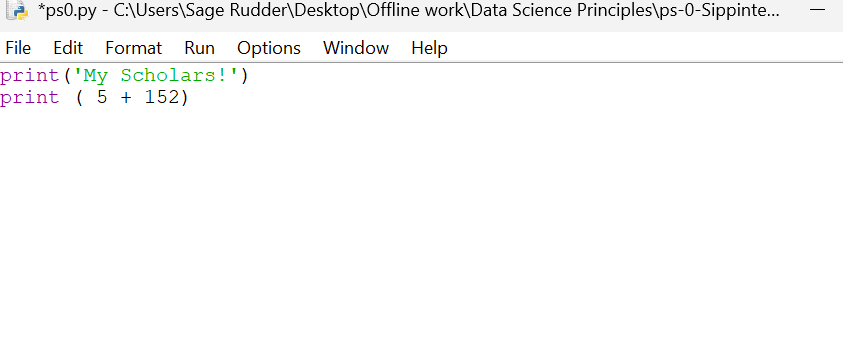 *ps0.py - C:\Users\Sage Rudder\Desktop\Offline work\Data Science Principles\ps-0-Sippinte...
File Edit Format Run Options Window Help
print('My Scholars!')
print ( 5 + 152)